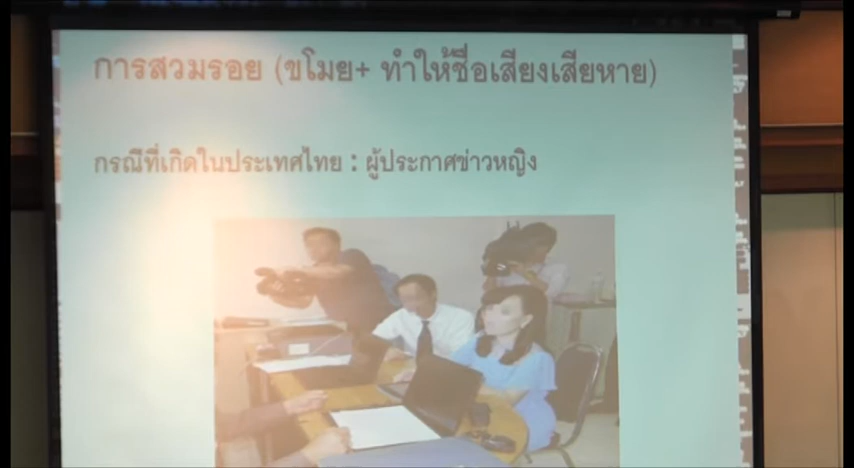 การสวมรอย (ขโมย+ ทำให้ชื่อเสียงเสียหาย)
กรณีที่เกิดในประเทศไทย : ผู้ประกาศข่าวหญิง